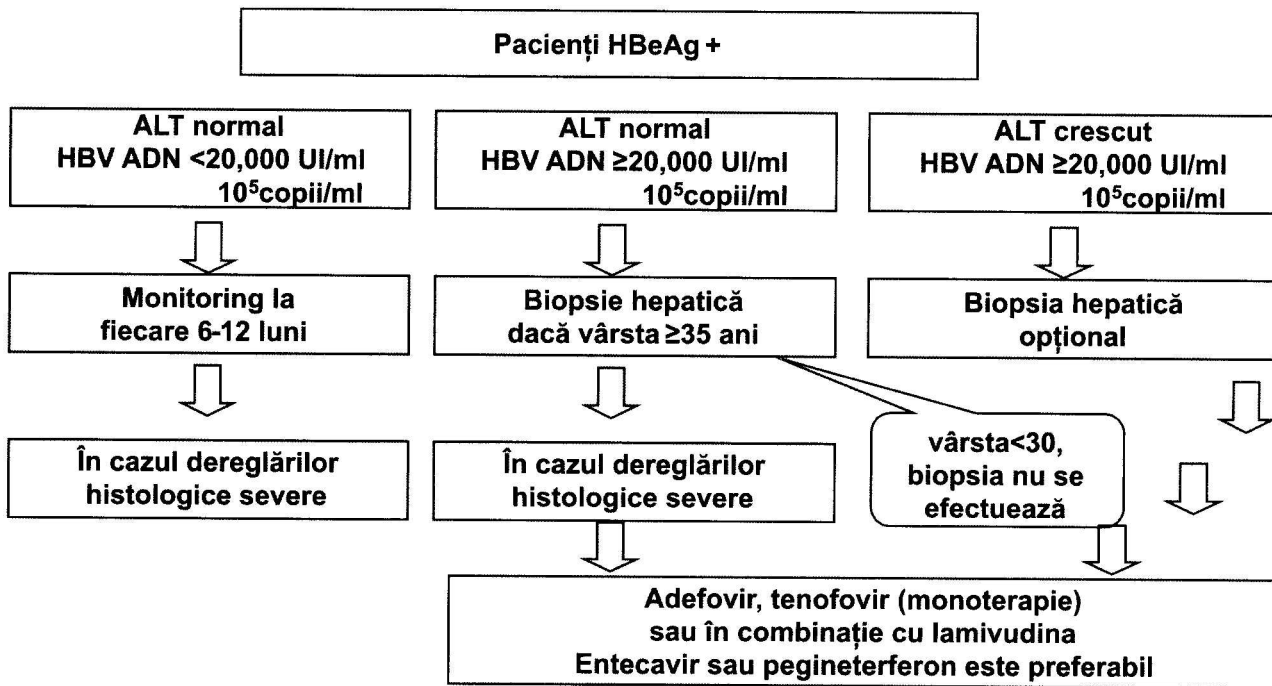 Pacienți HBeAg +
ALT normal
HBV ADN <20,000 UI/ml
10⁵copii/ml
ALT normal
HBV ADN ≥20,000 UI/ml
10⁵copii/ml
ALT crescut
HBV ADN ≥20,000 UI/ml
10⁵copii/ml
Monitoring la
fiecare 6-12 luni
Biopsie hepatică
dacă vârsta ≥35 ani
Biopsia hepatică
opțional
În cazul dereglărilor
histologice severe
În cazul dereglărilor
histologice severe
vârsta<30,
biopsia nu se
efectuează
Adefovir, tenofovir (monoterapie)
sau în combinație cu lamivudina
Entecavir sau pegineterferon este preferabil